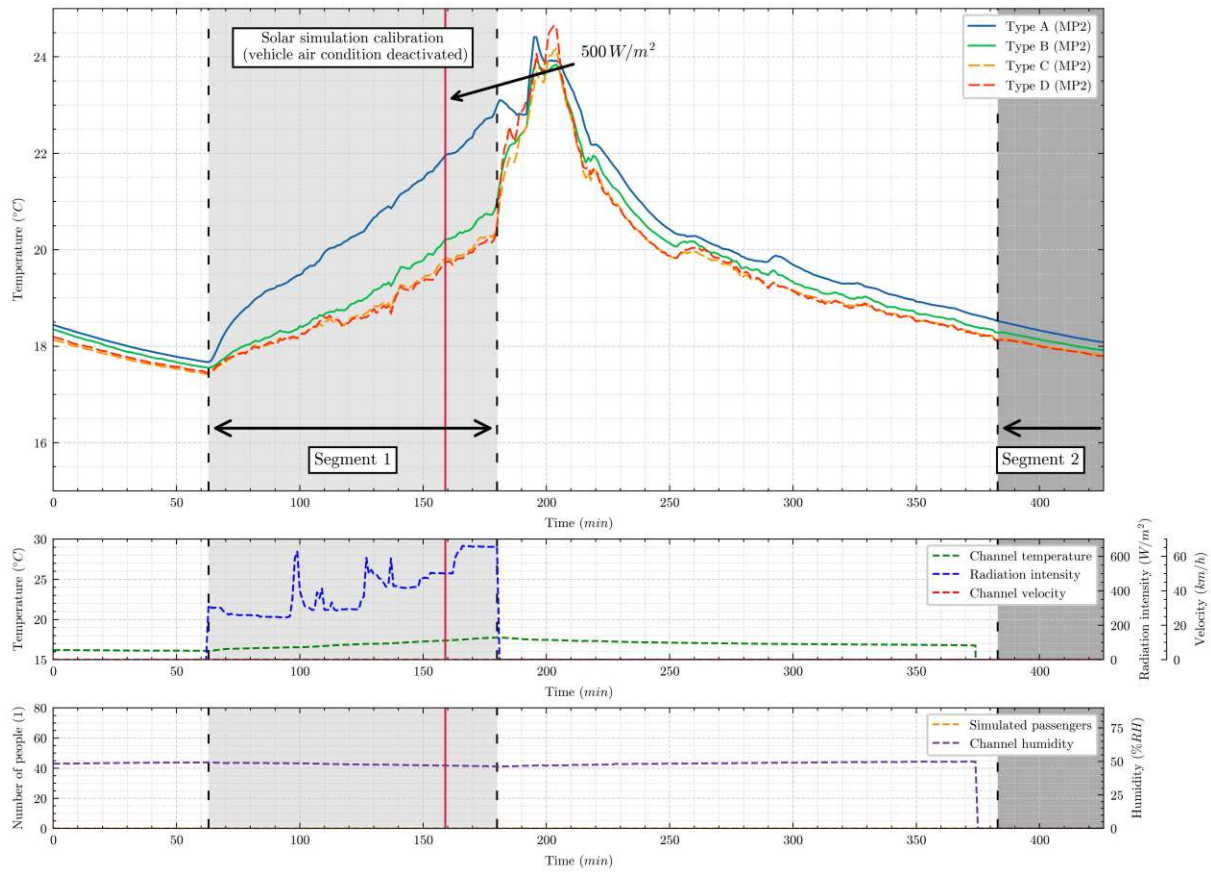 Solar simulation calibration
(vehicle air condition deactivated)
500 W/m²
Type A (MP2)
Type B (MP2)
Type C (MP2)
Type D (MP2)
Temperature (°C)
24
22
20
18
16
Segment 1
Segment 2
0 50 100 150 200 250 300 350 400
Time (min)
Temperature (°C)
30
25
20
15
Channel temperature
Radiation intensity
Channel velocity
600
400
200
0
Radiation intensity (W/m²)
60
40
20
0
Velocity (km/h)
0 50 100 150 200 250 300 350 400
Time (min)
Number of people (1)
80
60
40
20
0
Simulated passengers
Channel humidity
75
50
25
0
Humidity (%RH)
0 50 100 150 200 250 300 350 400
Time (min)